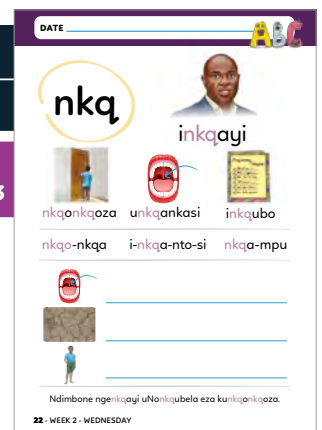 DATE
ABC
nkq
inkqayi
nkqonkqoza unkqankasi inkqubo
nkqo-nkqa i-nkqa-nto-si nkqa-mpu
Ndimbone ngenkqayi uNonkqubela eza kunkqonkqoza.
22 • WEEK 2 • WEDNESDAY